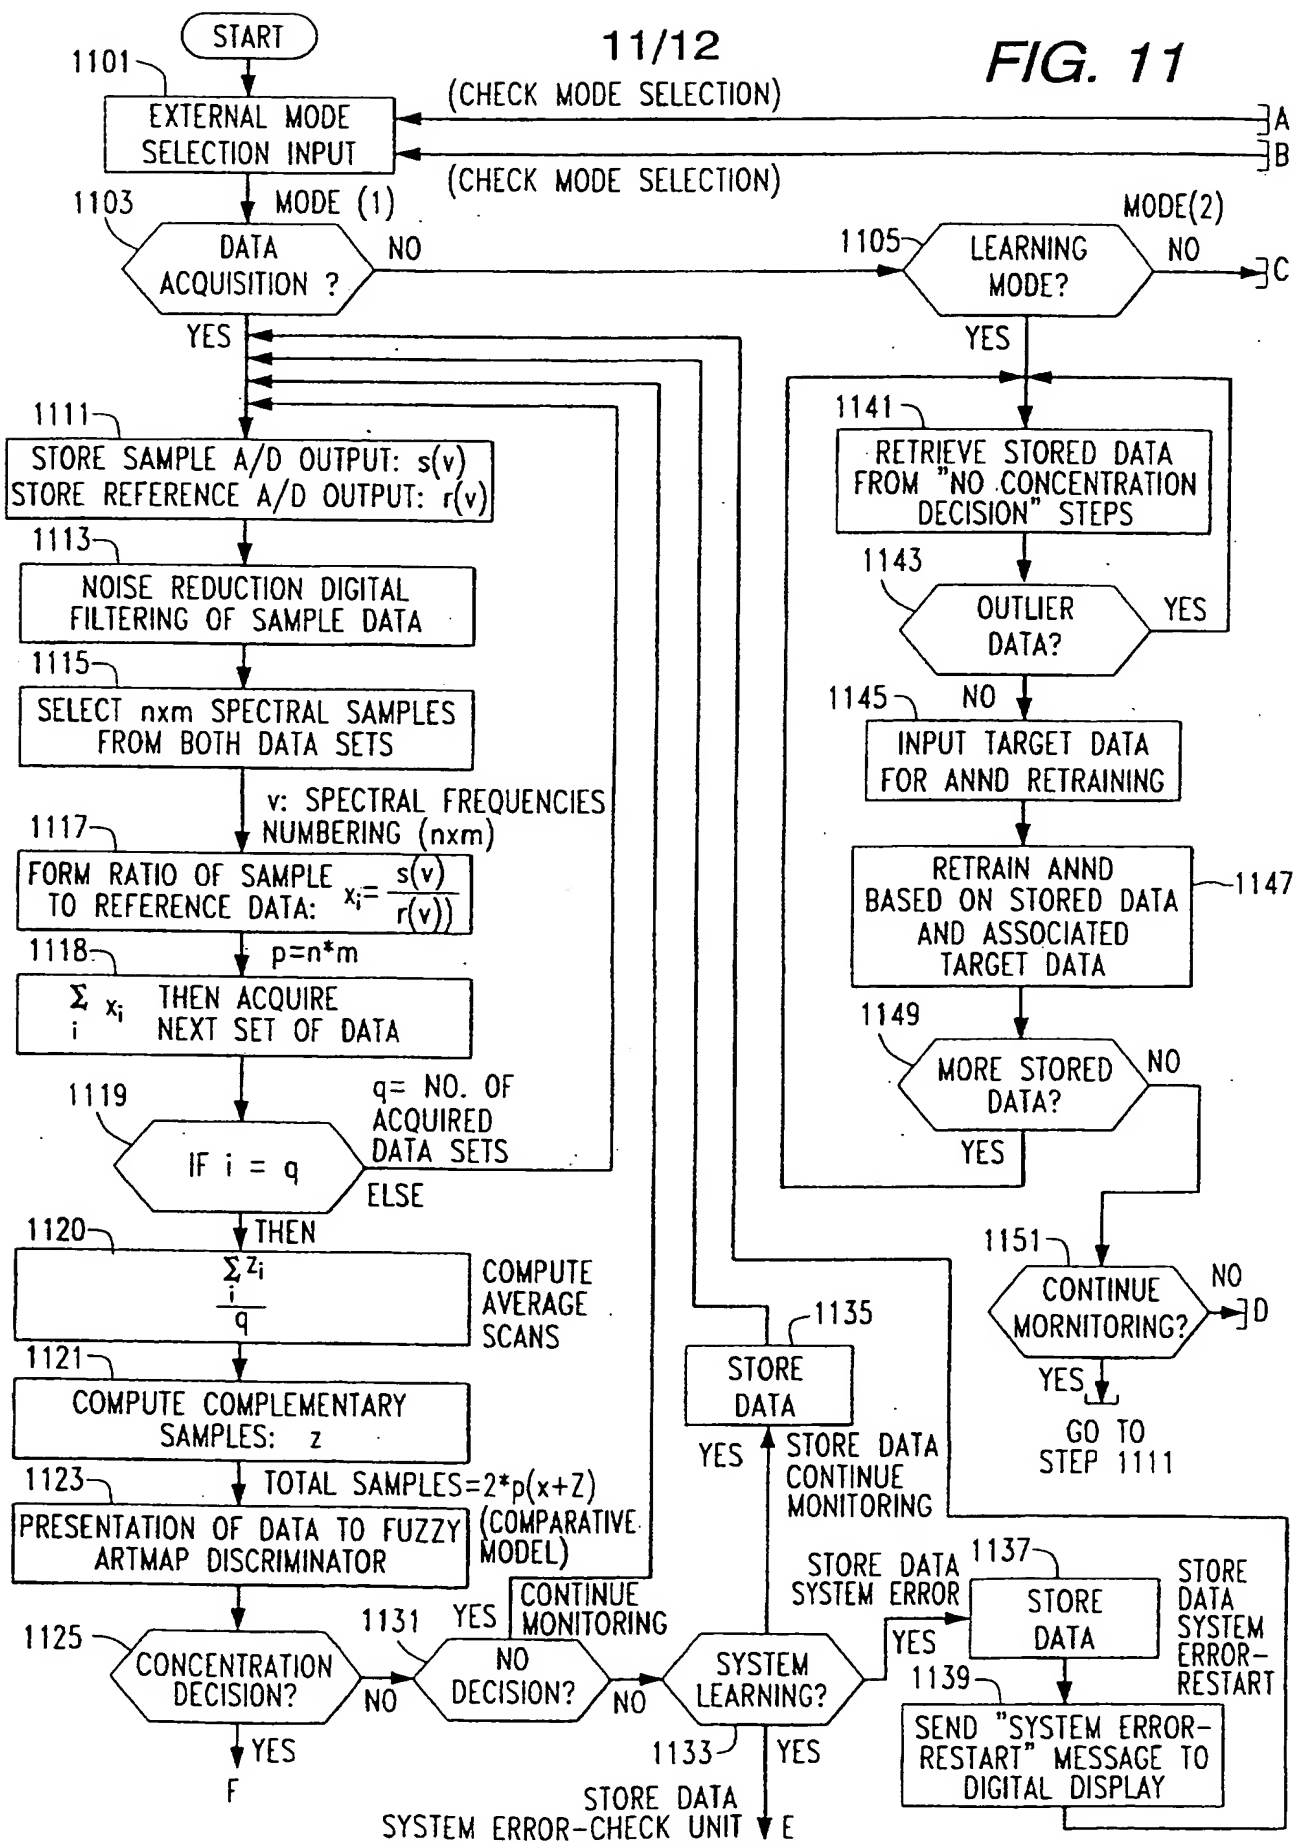 START
11/12
FIG. 11
1101
EXTERNAL MODE
SELECTION INPUT
(CHECK MODE SELECTION)
A
B
(CHECK MODE SELECTION)
MODE (1)
1103
DATA
ACQUISITION ?
NO
YES
MODE(2)
1105
LEARNING
MODE?
NO
C
YES
1111
STORE SAMPLE A/D OUTPUT: s(v)
STORE REFERENCE A/D OUTPUT: r(v)
1113
NOISE REDUCTION DIGITAL
FILTERING OF SAMPLE DATA
1115
SELECT nxm SPECTRAL SAMPLES
FROM BOTH DATA SETS
v: SPECTRAL FREQUENCIES
NUMBERING (nxm)
1117
FORM RATIO OF SAMPLE
TO REFERENCE DATA: xi= s(v)
r(v))
p=n*m
1118
Σ xi THEN ACQUIRE
i NEXT SET OF DATA
1119
IF i = q
q= NO. OF
ACQUIRED
DATA SETS
ELSE
THEN
1120
Σ zi
i
q
COMPUTE
AVERAGE
SCANS
1121
COMPUTE COMPLEMENTARY
SAMPLES: z
TOTAL SAMPLES=2*p(x+Z)
1123
PRESENTATION OF DATA TO FUZZY
ARTMAP DISCRIMINATOR
(COMPARATIVE
MODEL)
1125
CONCENTRATION
DECISION?
NO
YES
F
1131
NO
DECISION?
YES
CONTINUE
MONITORING
NO
SYSTEM
LEARNING?
1133
YES
STORE DATA
SYSTEM ERROR-CHECK UNIT
E
1135
STORE
DATA
YES
STORE DATA
CONTINUE
MONITORING
STORE DATA
SYSTEM ERROR
YES
1137
STORE
DATA
STORE
DATA
SYSTEM
ERROR-
RESTART
1139
SEND "SYSTEM ERROR-
RESTART" MESSAGE TO
DIGITAL DISPLAY
1141
RETRIEVE STORED DATA
FROM "NO CONCENTRATION
DECISION" STEPS
1143
OUTLIER
DATA?
YES
NO
1145
INPUT TARGET DATA
FOR ANND RETRAINING
1147
RETRAIN ANND
BASED ON STORED DATA
AND ASSOCIATED
TARGET DATA
1149
MORE STORED
DATA?
NO
YES
1151
CONTINUE
MORNITORING?
NO
D
YES
GO TO
STEP 1111